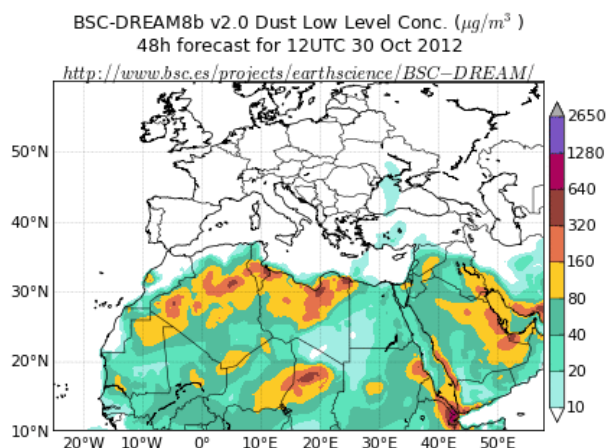 BSC-DREAM8b v2.0 Dust Low Level Conc. (μg/m³ )
48h forecast for 12UTC 30 Oct 2012
http://www.bsc.es/projects/earthscience/BSC−DREAM/
2650
1280
640
320
160
80
40
20
10
50°N
40°N
30°N
20°N
10°N
20°W 10°W 0° 10°E 20°E 30°E 40°E 50°E